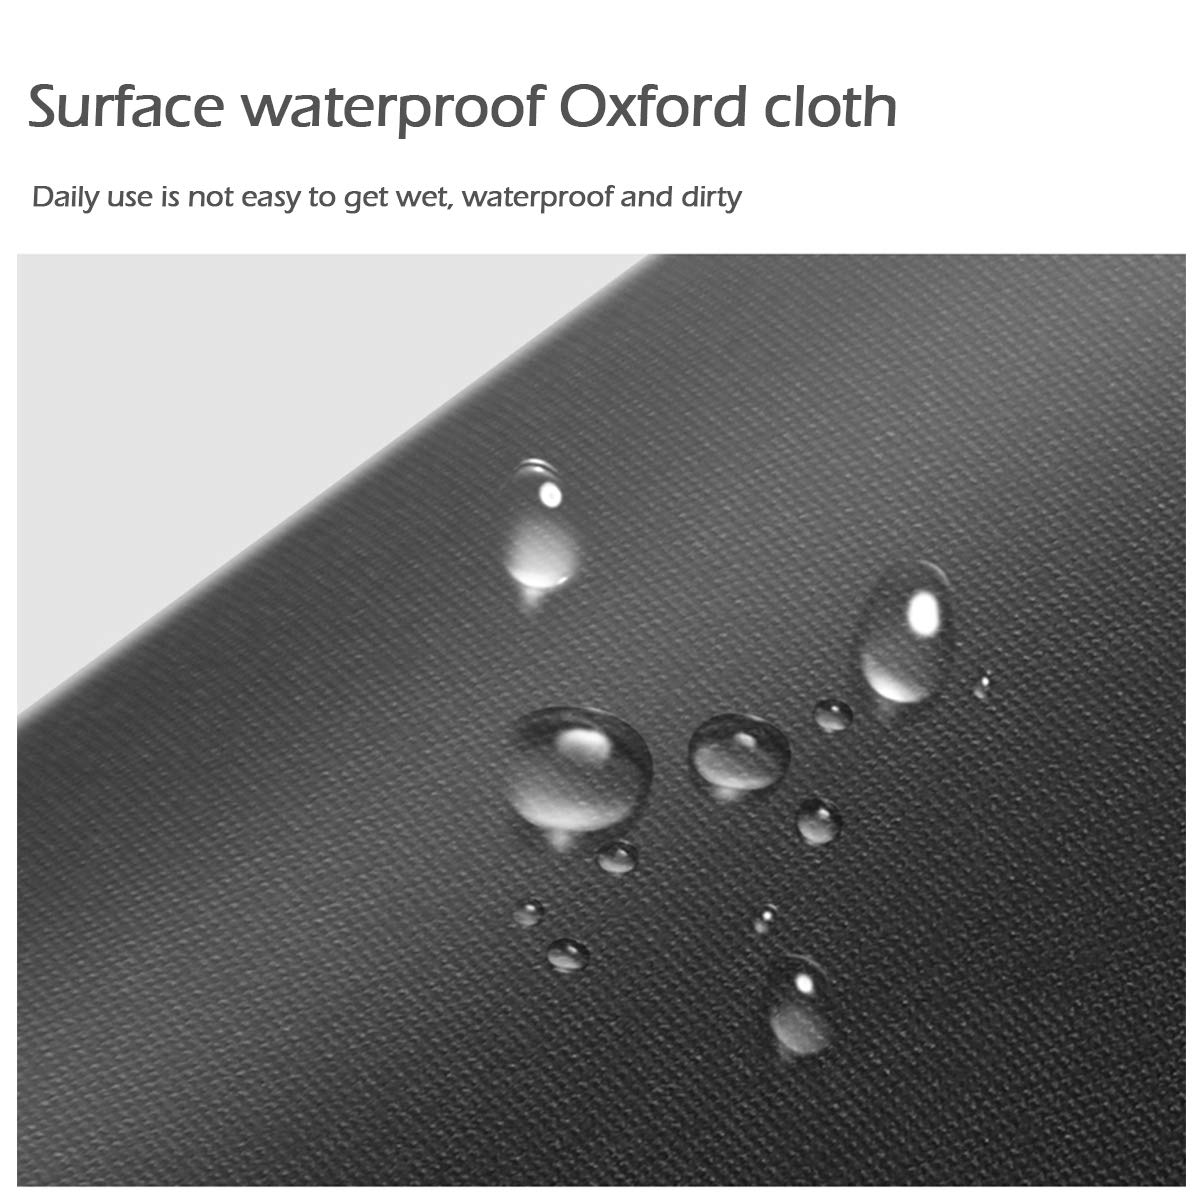 Surface waterproof Oxford cloth
Daily use is not easy to get wet, waterproof and dirty